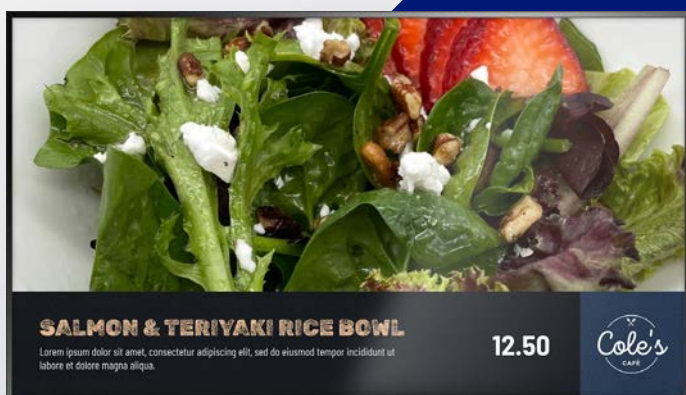 SALMON & TERIYAKI RICE BOWL
Lorem ipsum dolor sit amet, consectetur adipiscing elit, sed do eiusmod tempor incididunt ut
labore et dolore magna aliqua.
12.50
Cole's
CAFÉ